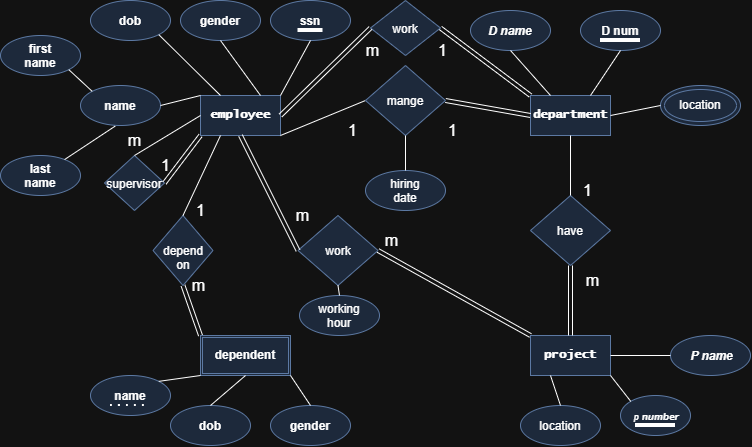 dob
gender
ssn
work
D name
D num
m
1
first
name
name
mange
employee
department
location
1
1
m
last
name
supervisor
1
hiring
date
1
1
m
depend
on
work
m
have
m
m
working
hour
dependent
project
P name
name
dob
gender
location
p number